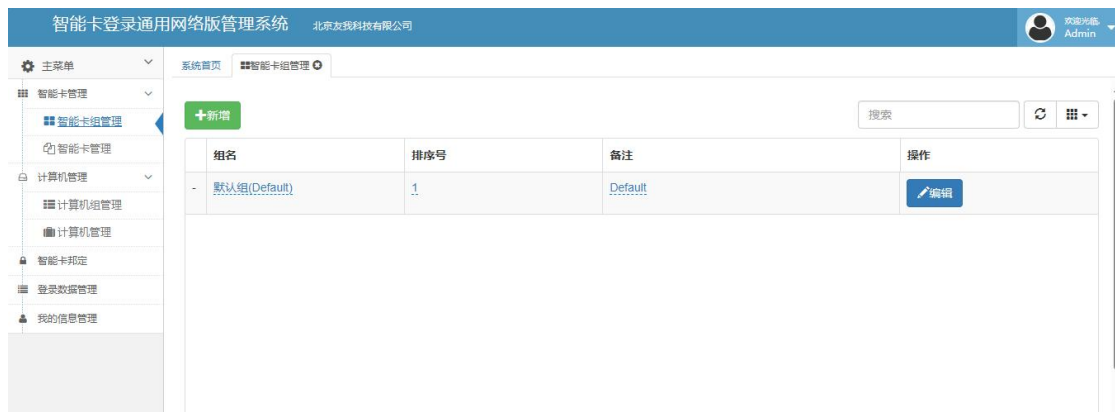 智能卡登录通用网络版管理系统 北京友我科技有限公司
欢迎光临,
Admin
主菜单
智能卡管理
智能卡组管理
智能卡管理
计算机管理
计算机组管理
计算机管理
智能卡邦定
登录数据管理
我的信息管理
系统首页 智能卡组管理
新增
搜索
组名 排序号 备注 操作
- 默认组(Default) 1 Default 编辑